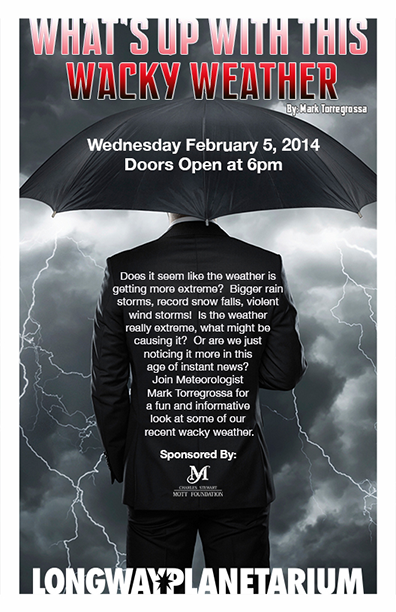 WHAT'S UP WITH THIS
WACKY WEATHER
By: Mark Torregrossa
Wednesday February 5, 2014
Doors Open at 6pm
Does it seem like the weather is
getting more extreme? Bigger rain
storms, record snow falls, violent
wind storms! Is the weather
really extreme, what might be
causing it? Or are we just
noticing it more in this
age of instant news?
Join Meteorologist
Mark Torregrossa for
a fun and informative
look at some of our
recent wacky weather.
Sponsored By:
M
CHARLES STEWART
MOTT FOUNDATION
LONGWAY PLANETARIUM